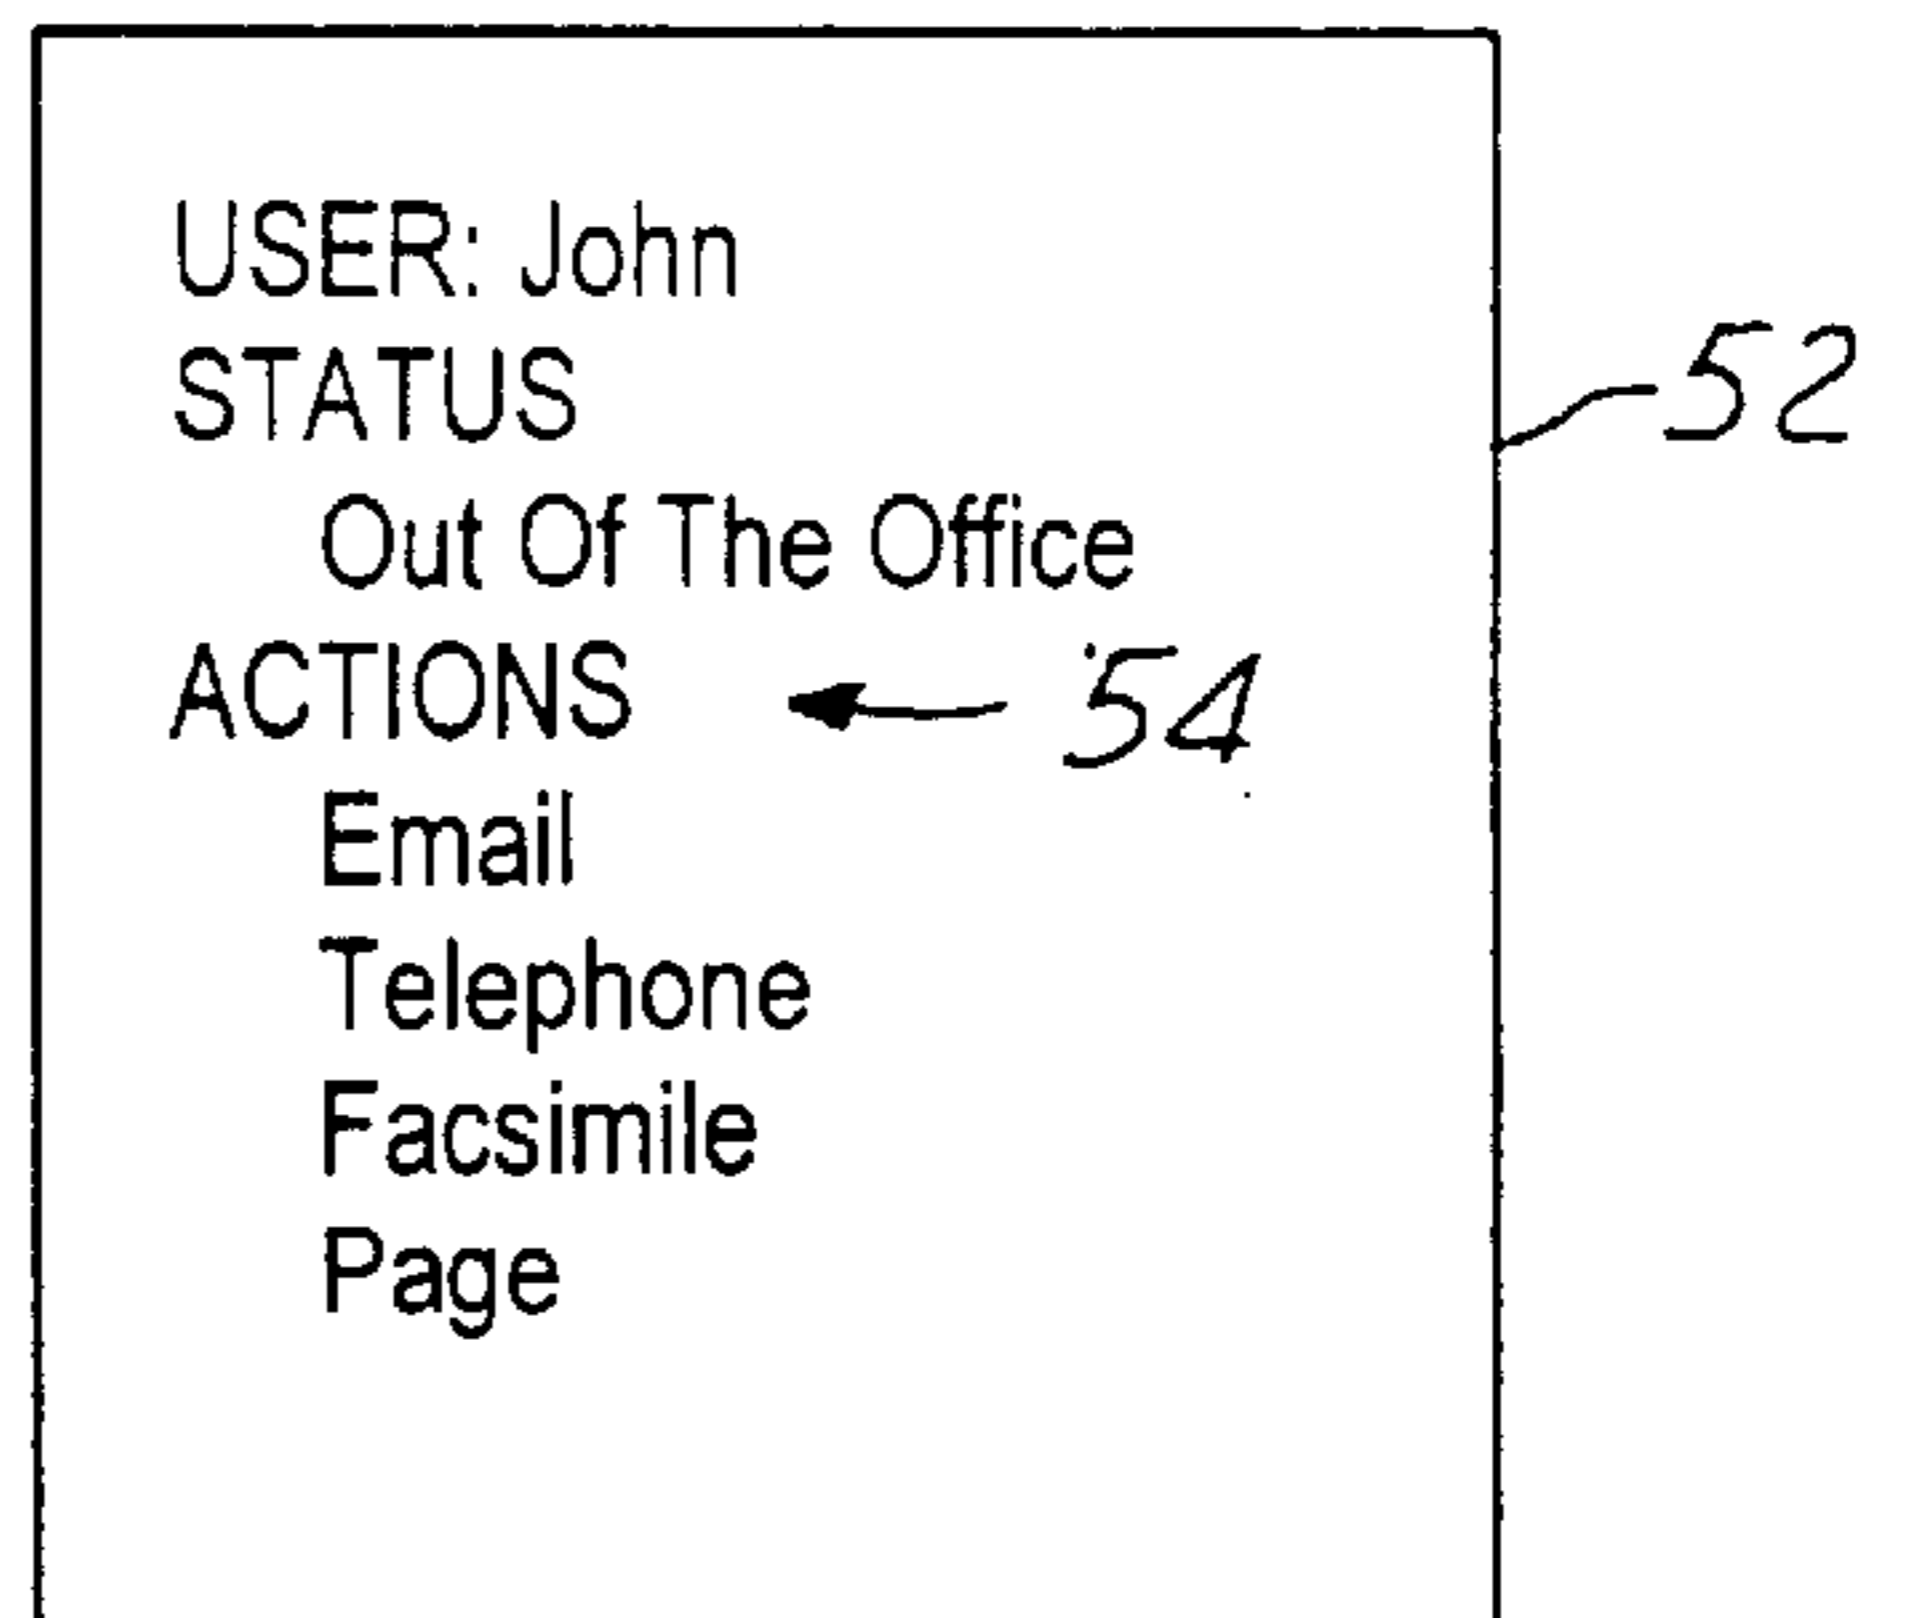 USER: John
STATUS
52
Out Of The Office
ACTIONS 54
Email
Telephone
Facsimile
Page